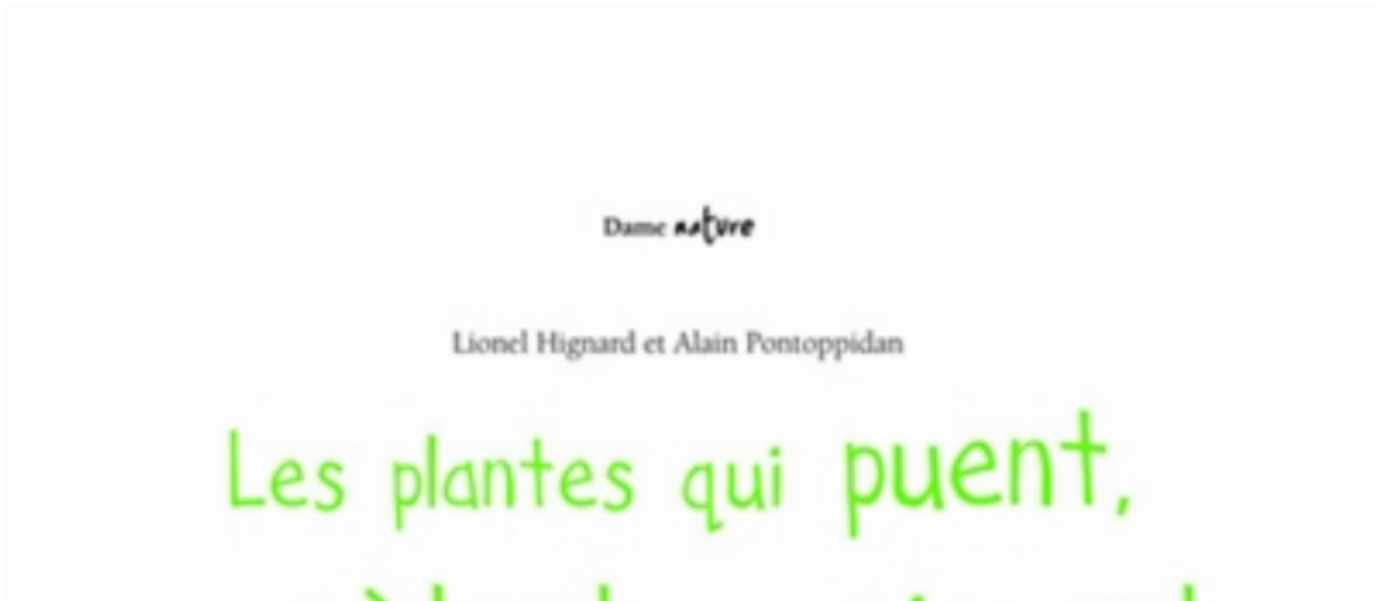 Dame nature
Lionel Hignard et Alain Pontoppidan
Les plantes qui puent,